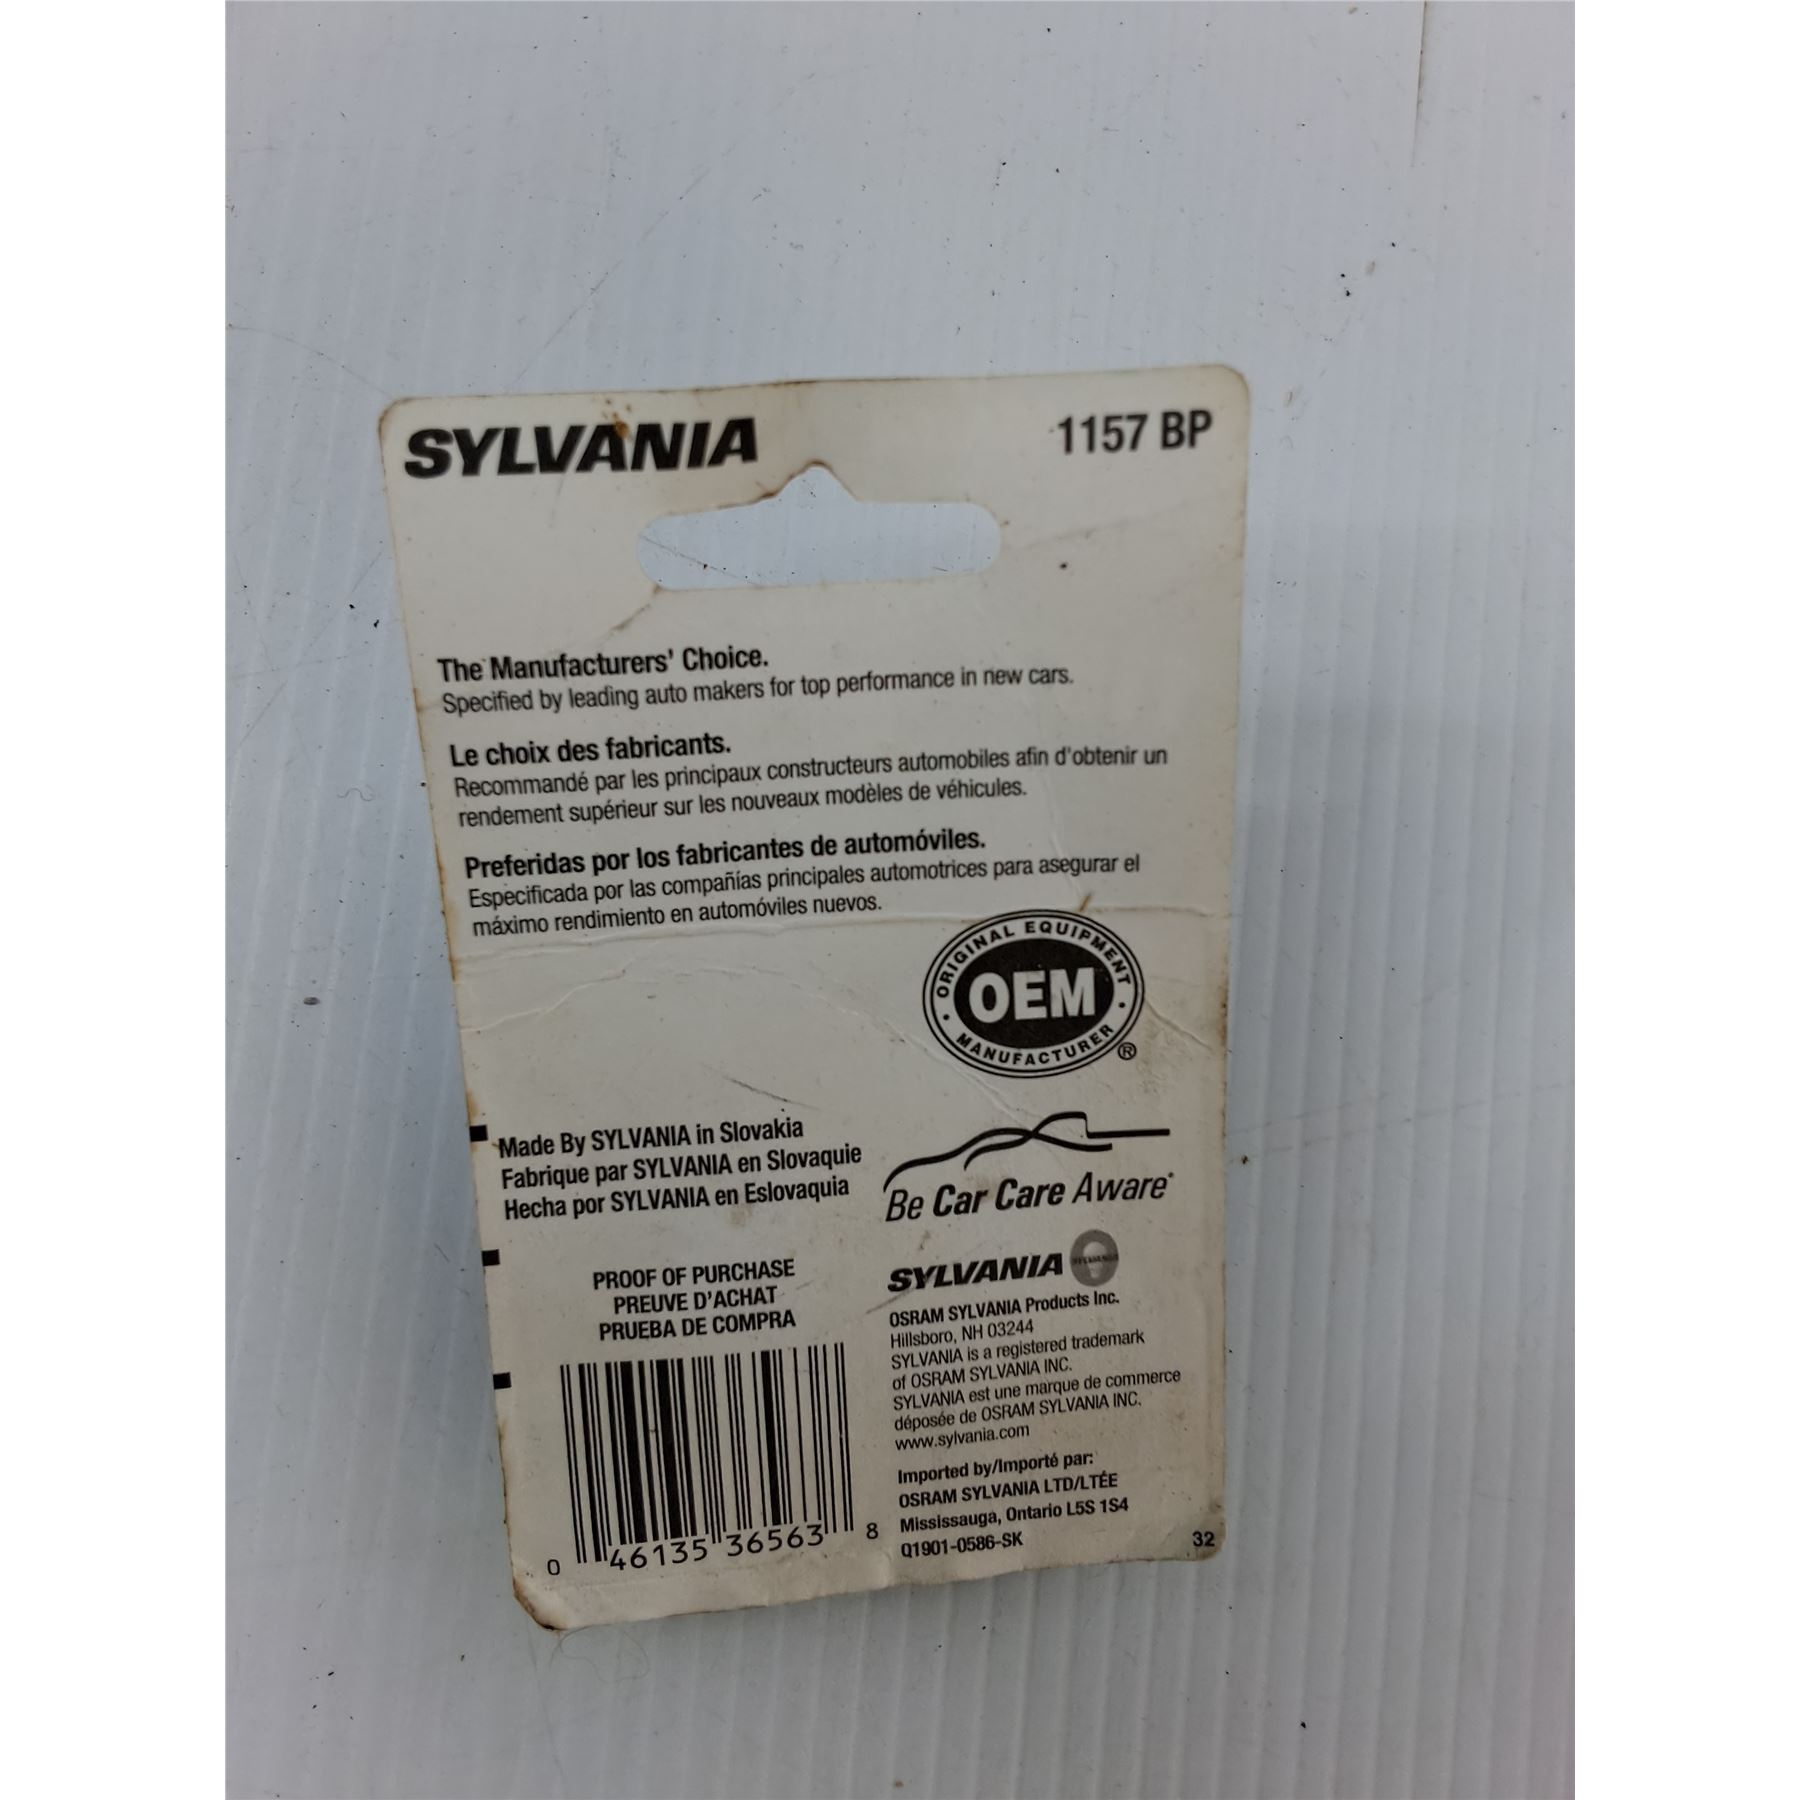 SYLVANIA
1157 BP
The Manufacturers' Choice.
Specified by leading auto makers for top performance in new cars.
Le choix des fabricants.
Recommandé par les principaux constructeurs automobiles afin d'obtenir un
rendement supérieur sur les nouveaux modèles de véhicules.
Preferidas por los fabricantes de automóviles.
Especificada por las compañías principales automotrices para asegurar el
máximo rendimiento en automóviles nuevos.
ORIGINAL EQUIPMENT
OEM
MANUFACTURER
®
Made By SYLVANIA in Slovakia
Fabrique par SYLVANIA en Slovaquie
Hecha por SYLVANIA en Eslovaquia
Be Car Care Aware
PROOF OF PURCHASE
PREUVE D'ACHAT
PRUEBA DE COMPRA
0 46135 36563 8
SYLVANIA SYLVANIA
OSRAM SYLVANIA Products Inc.
Hillsboro, NH 03244
SYLVANIA is a registered trademark
of OSRAM SYLVANIA INC.
SYLVANIA est une marque de commerce
déposée de OSRAM SYLVANIA INC.
www.sylvania.com
Imported by/Importé par:
OSRAM SYLVANIA LTD/LTÉE
Mississauga, Ontario L5S 1S4
Q1901-0586-SK
32